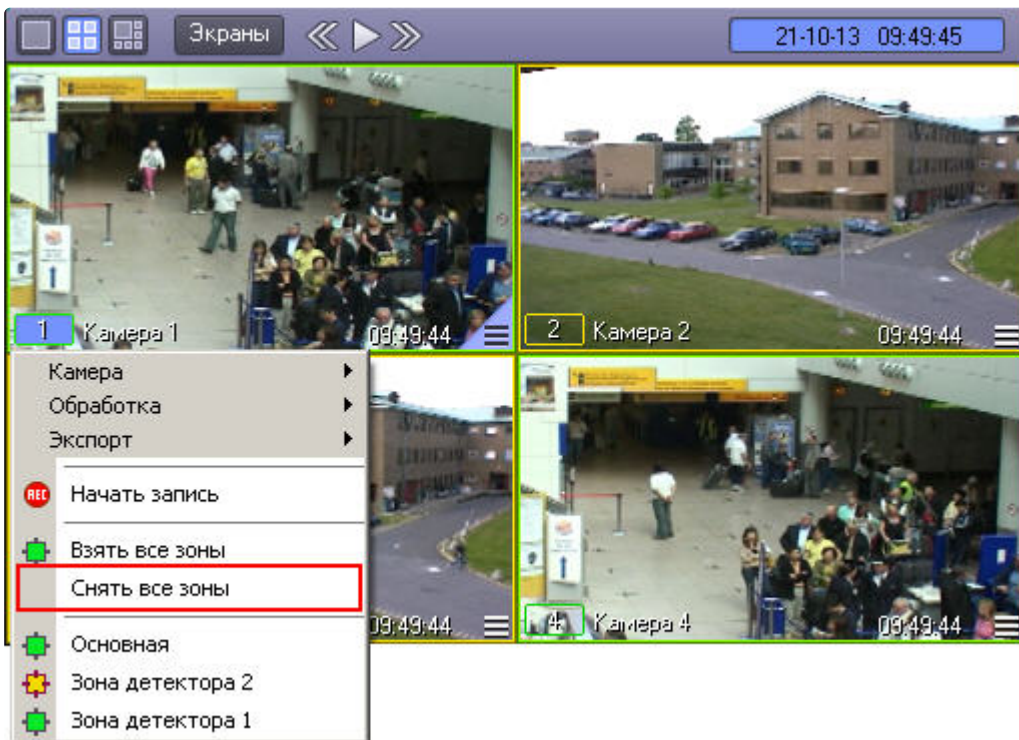 Экраны
21-10-13 09:49:45
1 Камера 1 09:49:44
2 Камера 2 09:49:44
Камера
Обработка
Экспорт
REC Начать запись
Взять все зоны
Снять все зоны
09:49:44
4 Камера 4 09:49:44
Основная
Зона детектора 2
Зона детектора 1